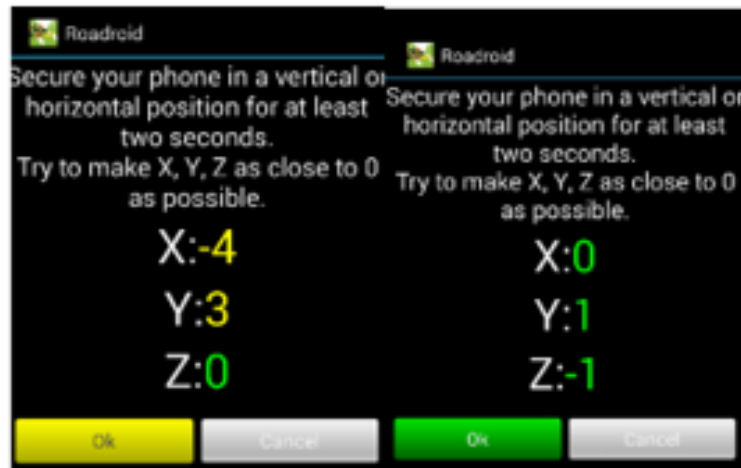 Roadroid
Secure your phone in a vertical or
horizontal position for at least
two seconds.
Try to make X, Y, Z as close to 0
as possible.
X:-4
Y:3
Z:0
Ok
Cancel
Roadroid
Secure your phone in a vertical or
horizontal position for at least
two seconds.
Try to make X, Y, Z as close to 0
as possible.
X:0
Y:1
Z:-1
Ok
Cancel